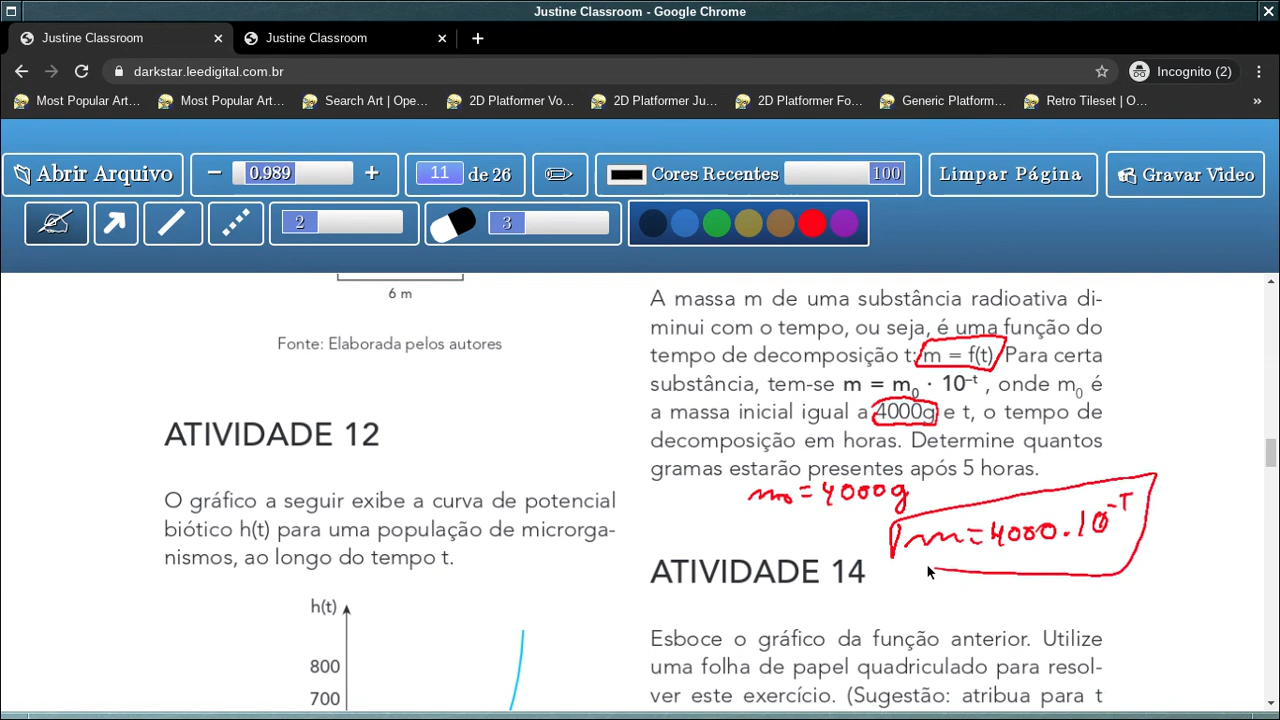 Justine Classroom - Google Chrome
Justine Classroom
Justine Classroom
darkstar.leedigital.com.br
Incognito (2)
Most Popular Art...
Most Popular Art...
Search Art | Ope...
2D Platformer Vo...
2D Platformer Ju...
2D Platformer Fo...
Generic Platform...
Retro Tileset | O...
»
Abrir Arquivo
− 0,989 +
11 de 26
Cores Recentes 100
Limpar Página
Gravar Video
2
3
6 m
Fonte: Elaborada pelos autores
ATIVIDADE 12
O gráfico a seguir exibe a curva de potencial
biótico h(t) para uma população de microrga-
nismos, ao longo do tempo t.
h(t)
800
700
A massa m de uma substância radioativa di-
minui com o tempo, ou seja, é uma função do
tempo de decomposição t: m = f(t). Para certa
substância, tem-se m = m₀ · 10⁻ᵗ , onde m₀ é
a massa inicial igual a 4000g e t, o tempo de
decomposição em horas. Determine quantos
gramas estarão presentes após 5 horas.
m₀ = 4000g
m = 4000 . 10⁻ᵀ
ATIVIDADE 14
Esboce o gráfico da função anterior. Utilize
uma folha de papel quadriculado para resol-
ver este exercício. (Sugestão: atribua para t